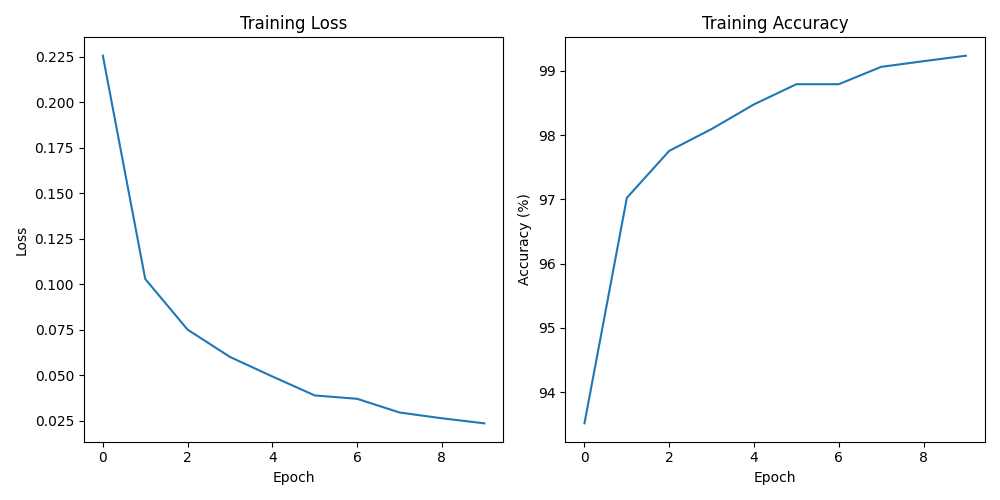 Training Loss
0.225
0.200
0.175
0.150
0.125
0.100
0.075
0.050
0.025
Loss
0 2 4 6 8
Epoch
Training Accuracy
99
98
97
96
95
94
Accuracy (%)
0 2 4 6 8
Epoch